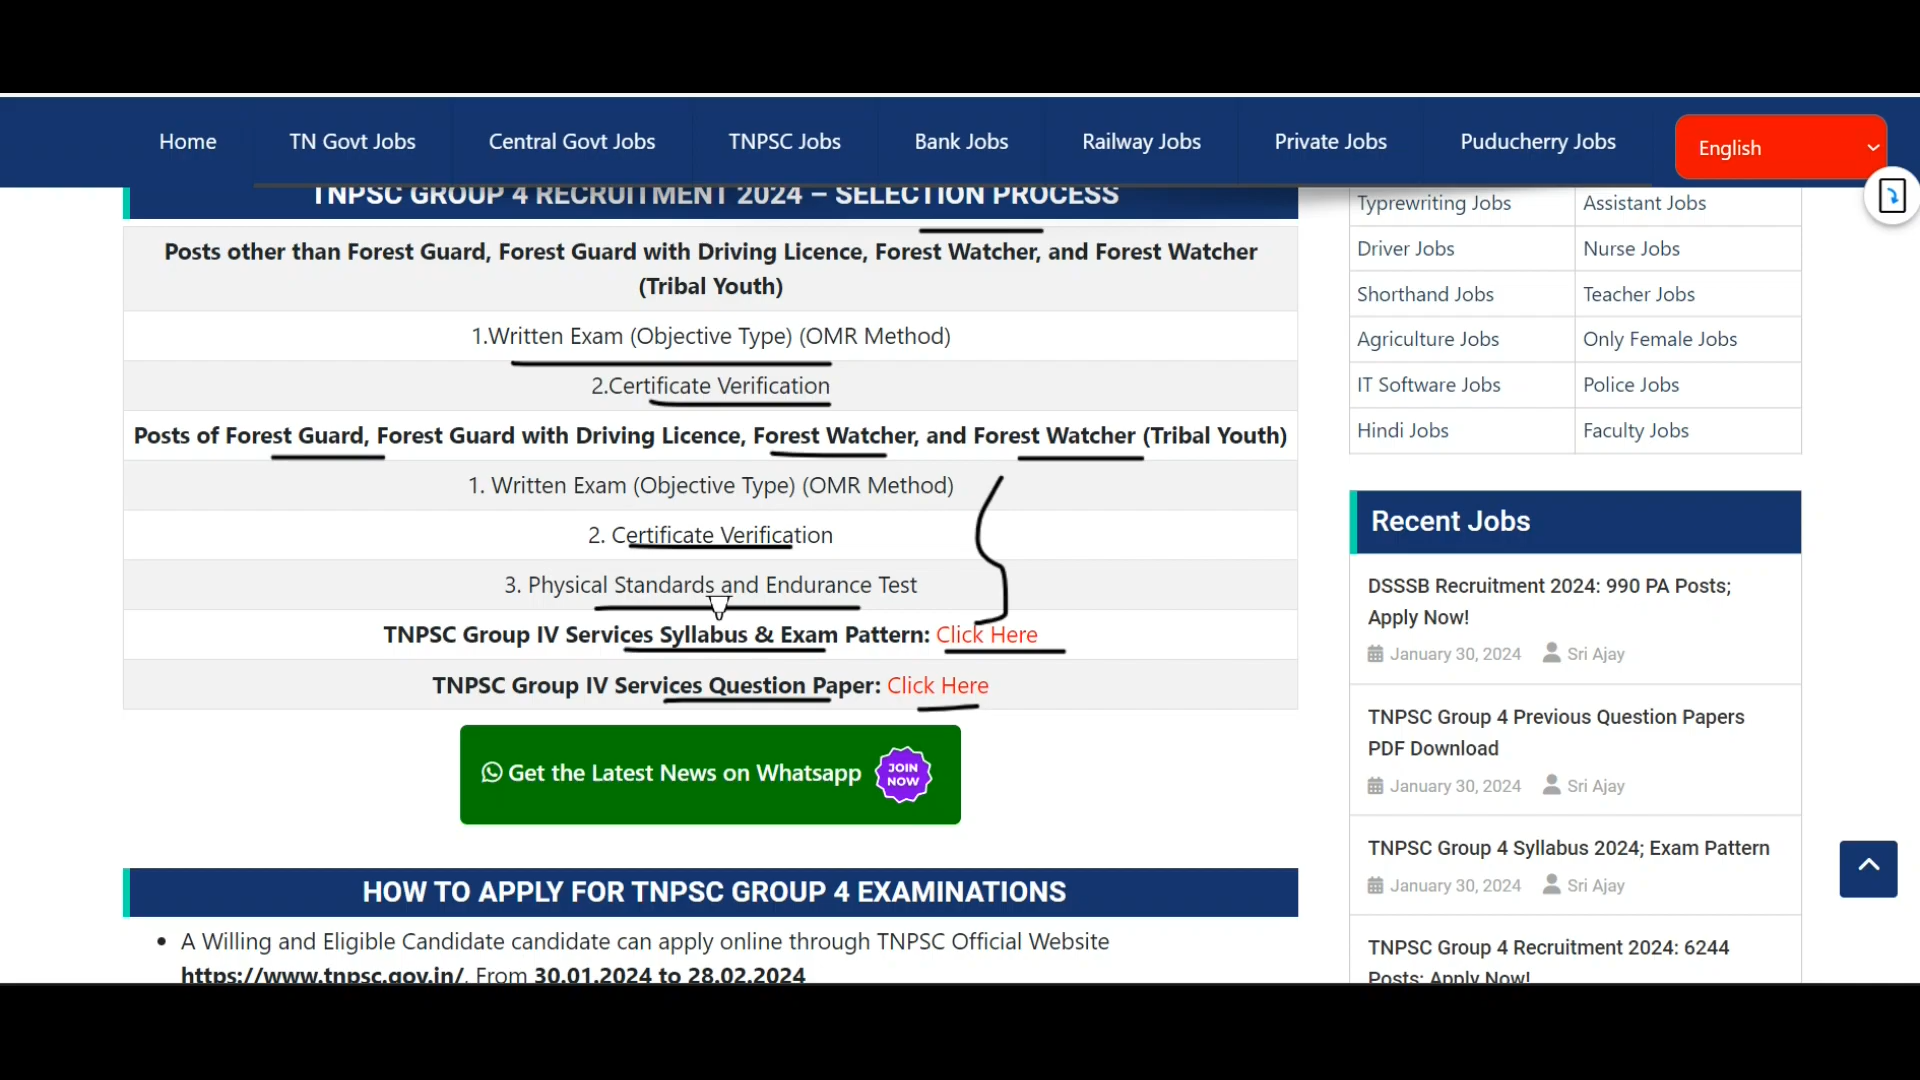 Home
TN Govt Jobs
Central Govt Jobs
TNPSC Jobs
Bank Jobs
Railway Jobs
Private Jobs
Puducherry Jobs
English
TNPSC GROUP 4 RECRUITMENT 2024 – SELECTION PROCESS
Posts other than Forest Guard, Forest Guard with Driving Licence, Forest Watcher, and Forest Watcher
(Tribal Youth)
1.Written Exam (Objective Type) (OMR Method)
2.Certificate Verification
Posts of Forest Guard, Forest Guard with Driving Licence, Forest Watcher, and Forest Watcher (Tribal Youth)
1. Written Exam (Objective Type) (OMR Method)
2. Certificate Verification
3. Physical Standards and Endurance Test
TNPSC Group IV Services Syllabus & Exam Pattern: Click Here
TNPSC Group IV Services Question Paper: Click Here
Get the Latest News on Whatsapp
JOIN
NOW
HOW TO APPLY FOR TNPSC GROUP 4 EXAMINATIONS
• A Willing and Eligible Candidate candidate can apply online through TNPSC Official Website
https://www.tnpsc.gov.in/, From 30.01.2024 to 28.02.2024
Typrewriting Jobs
Assistant Jobs
Driver Jobs
Nurse Jobs
Shorthand Jobs
Teacher Jobs
Agriculture Jobs
Only Female Jobs
IT Software Jobs
Police Jobs
Hindi Jobs
Faculty Jobs
Recent Jobs
DSSSB Recruitment 2024: 990 PA Posts;
Apply Now!
January 30, 2024 Sri Ajay
TNPSC Group 4 Previous Question Papers
PDF Download
January 30, 2024 Sri Ajay
TNPSC Group 4 Syllabus 2024; Exam Pattern
January 30, 2024 Sri Ajay
TNPSC Group 4 Recruitment 2024: 6244
Posts; Apply Now!